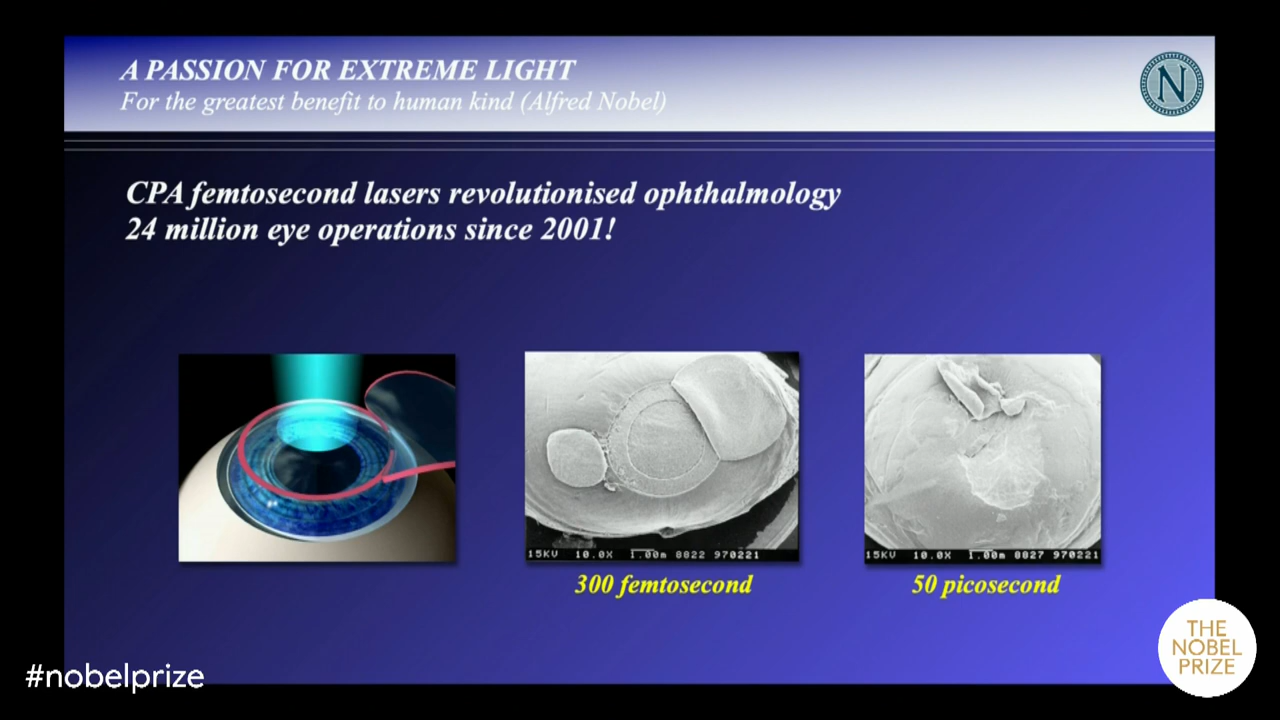 A PASSION FOR EXTREME LIGHT
For the greatest benefit to human kind (Alfred Nobel)
N
CPA femtosecond lasers revolutionised ophthalmology
24 million eye operations since 2001!
15KV 10.0X 1.00m 8822 970221
15KV 10.0X 1.00m 8827 970221
300 femtosecond
50 picosecond
THE
NOBEL
PRIZE
#nobelprize